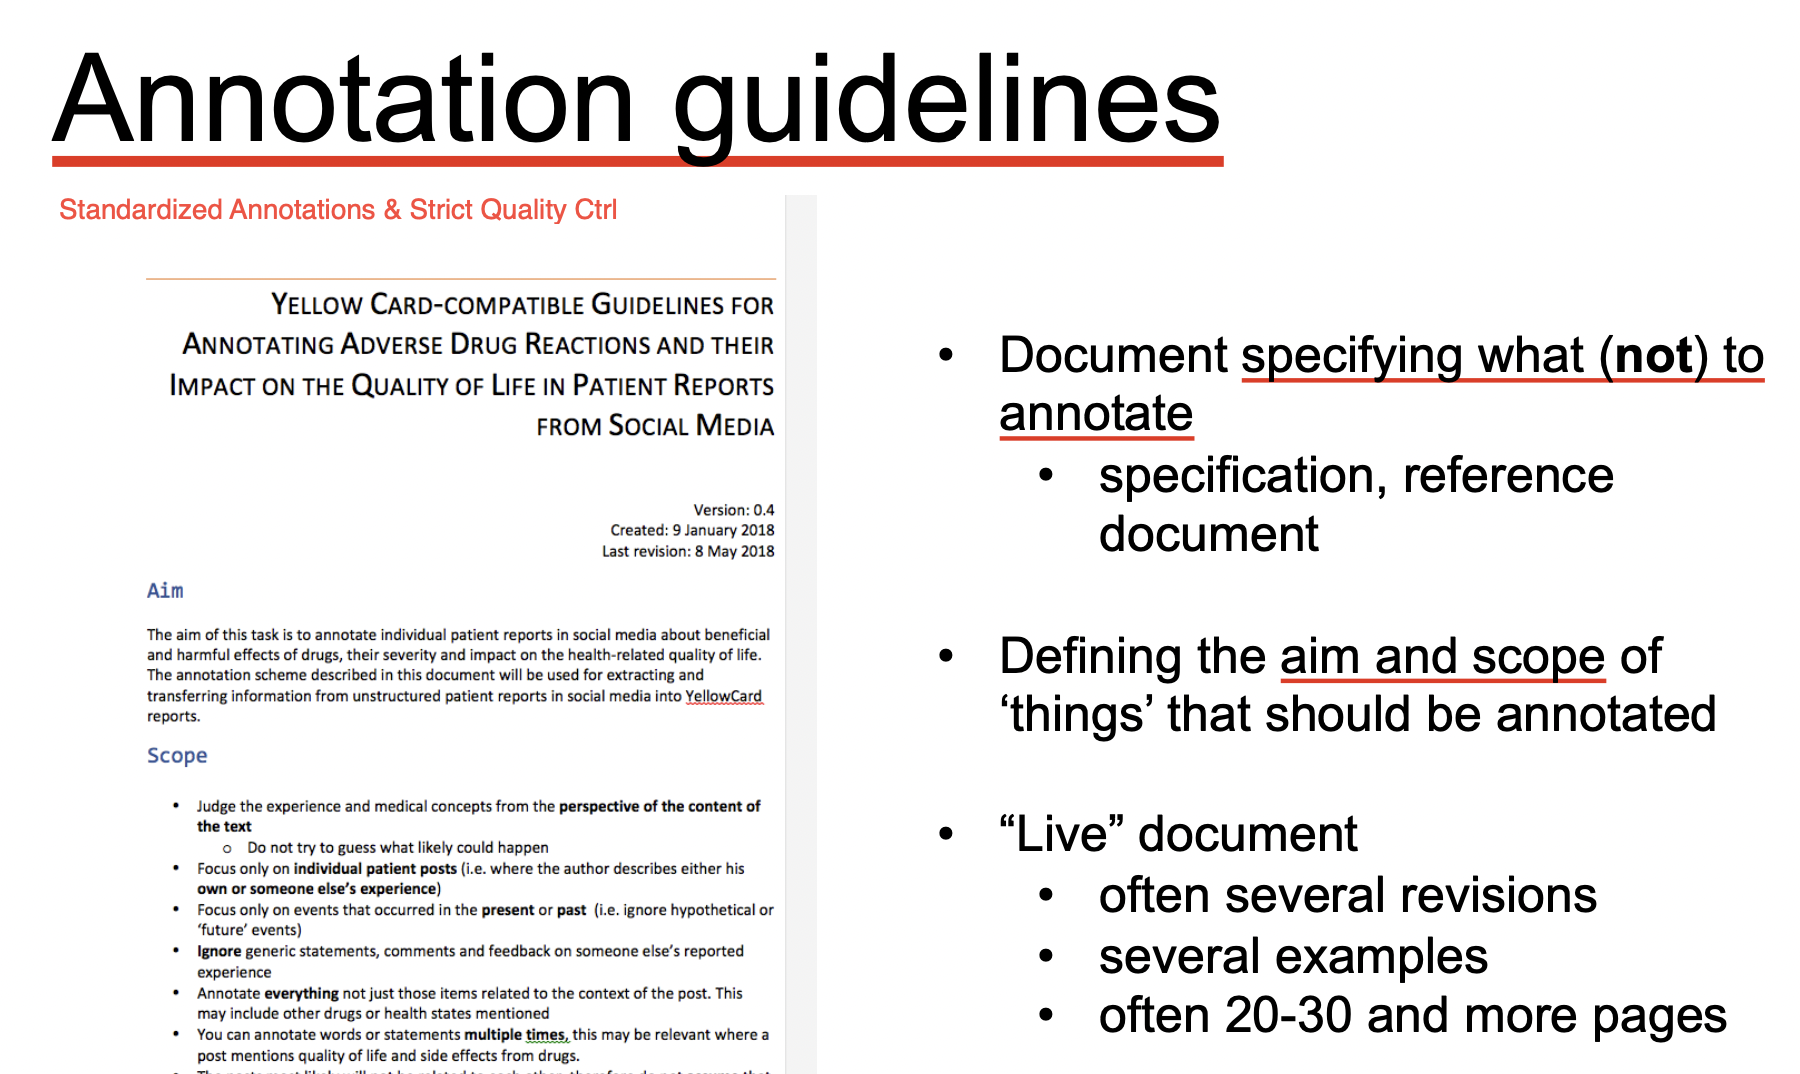 Annotation guidelines
Standardized Annotations & Strict Quality Ctrl
YELLOW CARD-COMPATIBLE GUIDELINES FOR
ANNOTATING ADVERSE DRUG REACTIONS AND THEIR
IMPACT ON THE QUALITY OF LIFE IN PATIENT REPORTS
FROM SOCIAL MEDIA
Version: 0.4
Created: 9 January 2018
Last revision: 8 May 2018
Aim
The aim of this task is to annotate individual patient reports in social media about beneficial
and harmful effects of drugs, their severity and impact on the health-related quality of life.
The annotation scheme described in this document will be used for extracting and
transferring information from unstructured patient reports in social media into YellowCard
reports.
Scope
• Judge the experience and medical concepts from the perspective of the content of
the text
o Do not try to guess what likely could happen
• Focus only on individual patient posts (i.e. where the author describes either his
own or someone else's experience)
• Focus only on events that occurred in the present or past (i.e. ignore hypothetical or
'future' events)
• Ignore generic statements, comments and feedback on someone else's reported
experience
• Annotate everything not just those items related to the context of the post. This
may include other drugs or health states mentioned
• You can annotate words or statements multiple times, this may be relevant where a
post mentions quality of life and side effects from drugs.
• Document specifying what (not) to
annotate
• specification, reference
document
• Defining the aim and scope of
‘things’ that should be annotated
• “Live” document
• often several revisions
• several examples
• often 20-30 and more pages